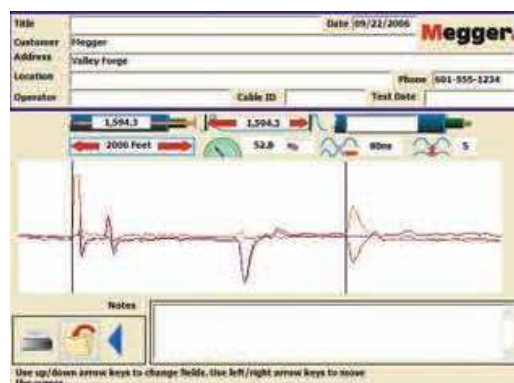 Title Date 09/22/2006 Megger.
Customer Megger
Address Valley Forge
Location Phone 601-555-1234
Operator Cable ID Test Date
1,594.3 1,594.3
2000 Feet 52.8 % 80ns 5
Notes
Use up/down arrow keys to change fields. Use left/right arrow keys to move
the cursor